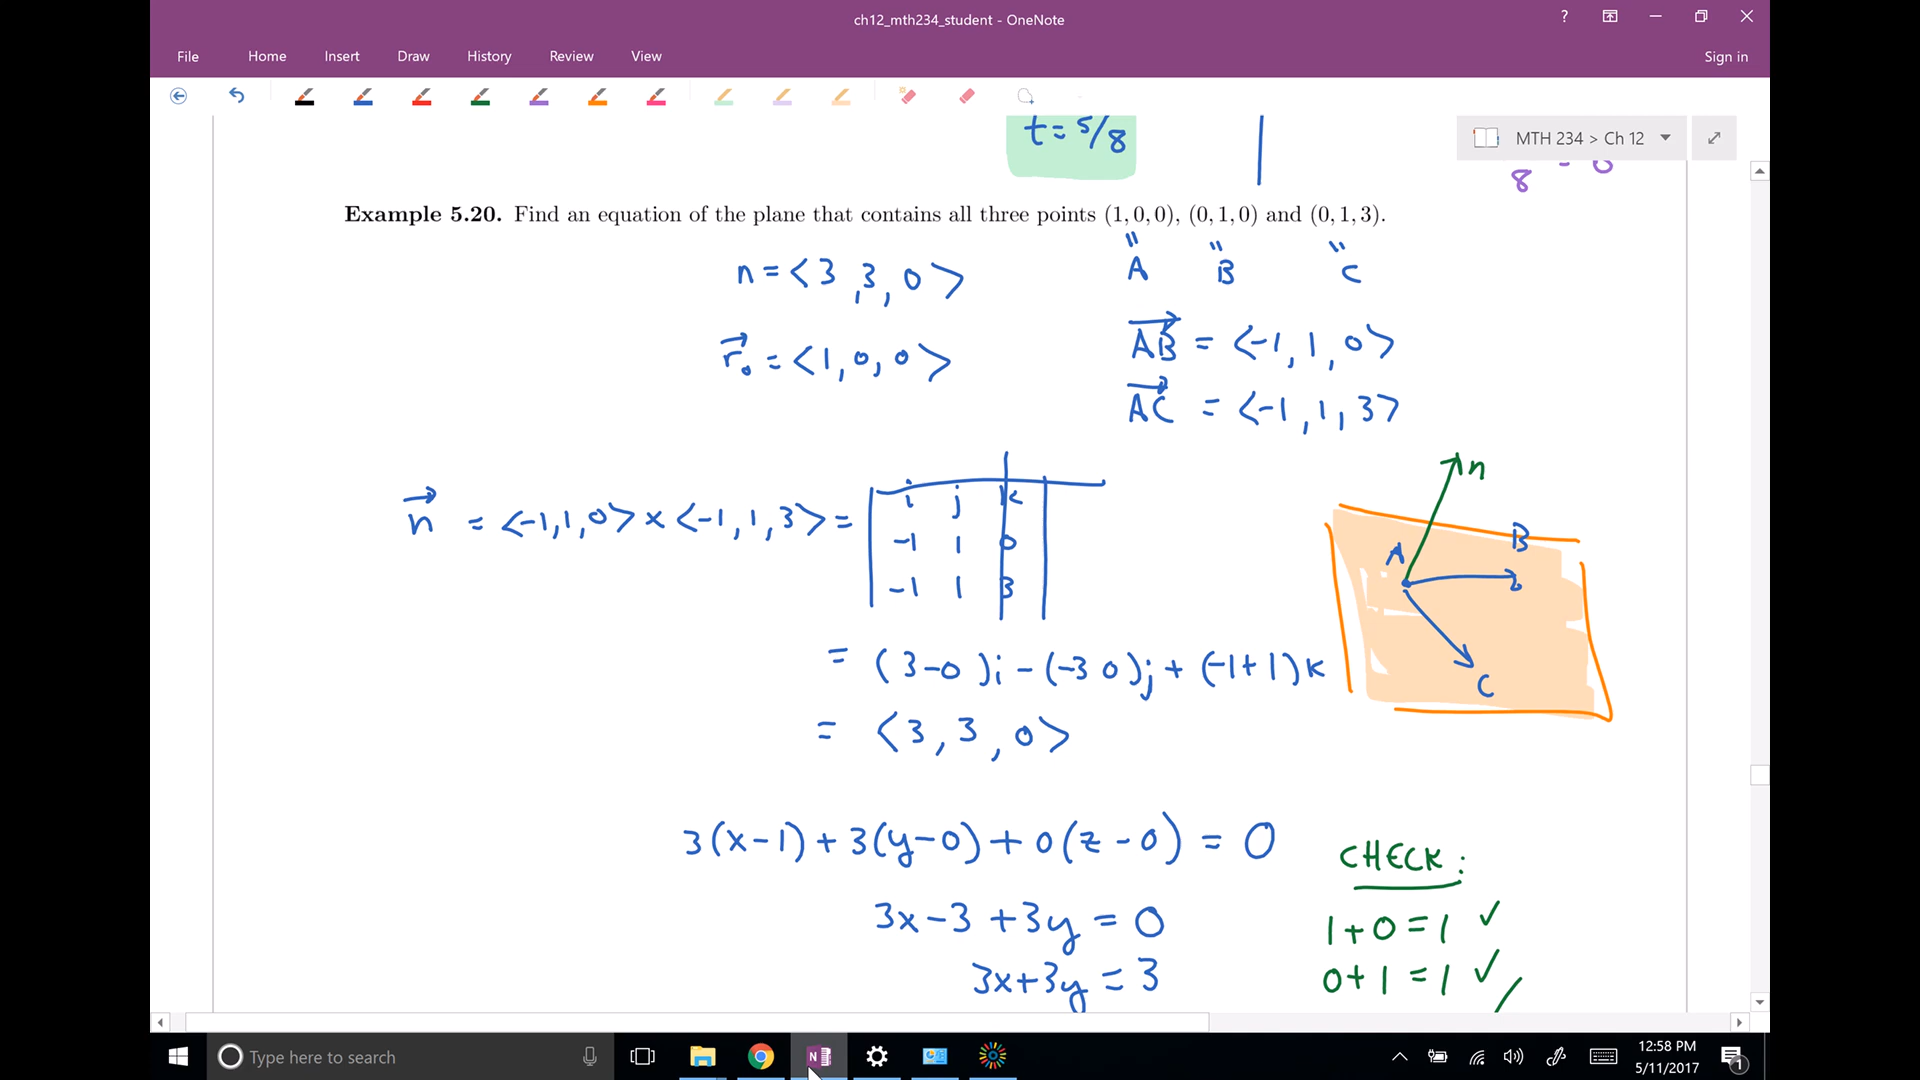 ch12_mth234_student - OneNote
File Home Insert Draw History Review View Sign in
t = 5/8
MTH 234 > Ch 12
Example 5.20. Find an equation of the plane that contains all three points (1, 0, 0), (0, 1, 0) and (0, 1, 3).
" " "
A B C
n = <3, 3, 0>
r₀ = <1, 0, 0>
AB = <-1, 1, 0>
AC = <-1, 1, 3>
n = <-1, 1, 0> x <-1, 1, 3> =
i j k
-1 1 0
-1 1 3
n
A B
C
= (3-0)i - (-3 0)j + (-1+1)k
= <3, 3, 0>
3(x-1) + 3(y-0) + 0(z-0) = 0
3x-3 +3y = 0
3x+3y = 3
CHECK:
1+0=1 ✓
0+1=1 ✓
Type here to search
12:58 PM
5/11/2017
1